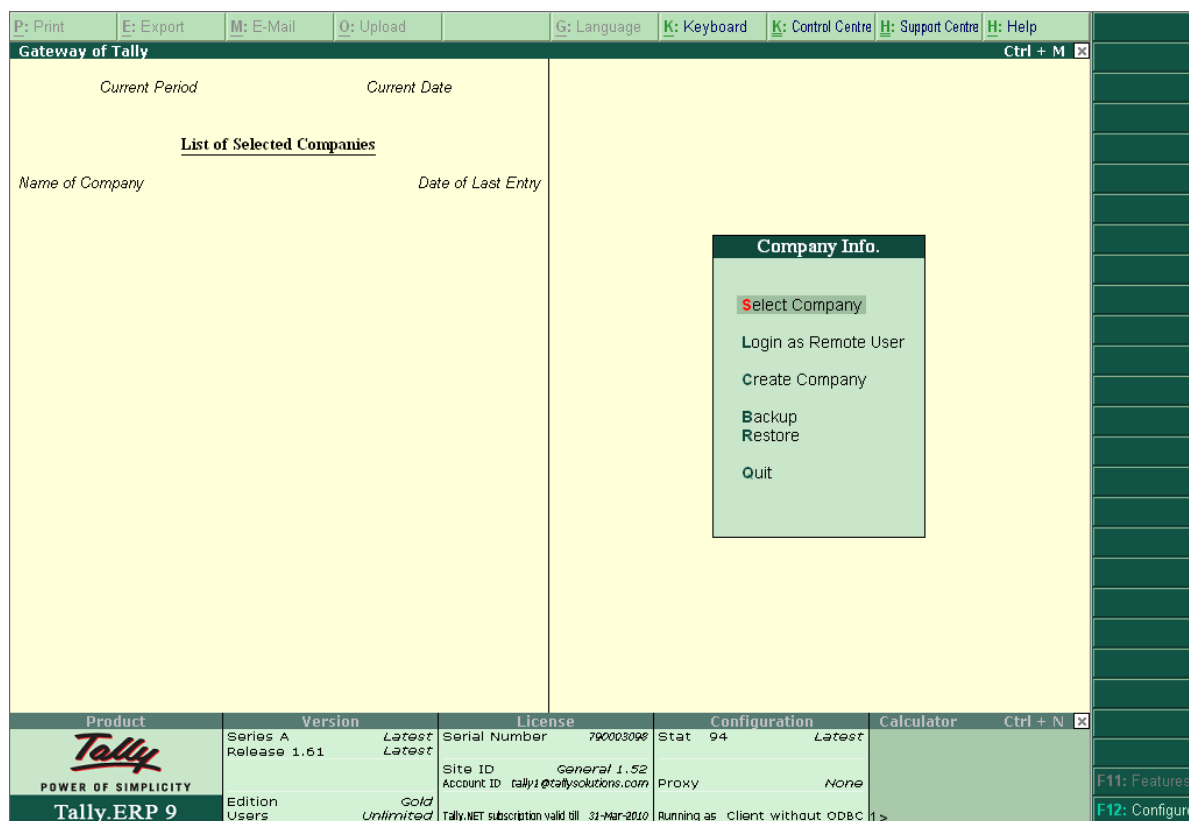 P: Print E: Export M: E-Mail O: Upload G: Language K: Keyboard K: Control Centre H: Support Centre H: Help
Gateway of Tally Ctrl + M
Current Period Current Date
List of Selected Companies
Name of Company Date of Last Entry
Company Info.
Select Company
Login as Remote User
Create Company
Backup
Restore
Quit
Product Version License Configuration Calculator Ctrl + N
Tally
POWER OF SIMPLICITY
Tally.ERP 9
Series A Latest
Release 1.61 Latest
Edition Gold
Users Unlimited
Serial Number 790003098
Site ID General 1.52
Account ID tally1@tallysolutions.com
Tally.NET subscription valid till 31-Mar-2010
Stat 94 Latest
Proxy None
Running as Client without ODBC
1 >
F11: Features
F12: Configure